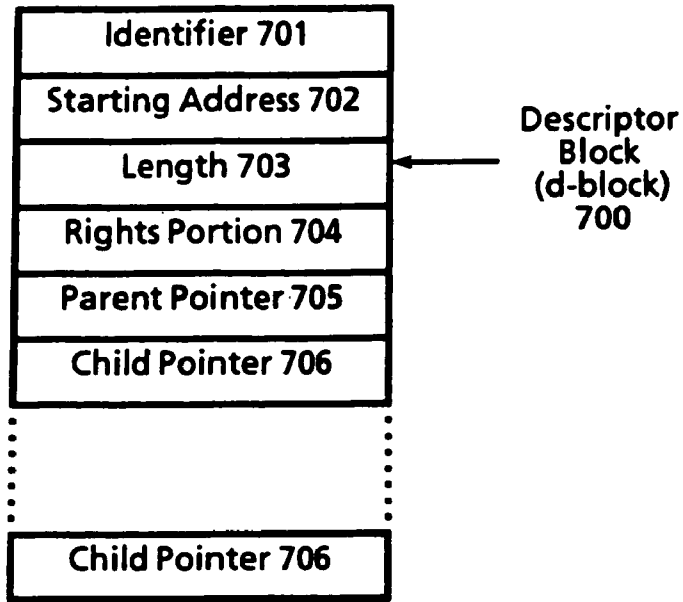 Identifier 701
Starting Address 702
Length 703
Rights Portion 704
Parent Pointer 705
Child Pointer 706
Child Pointer 706
Descriptor
Block
(d-block)
700